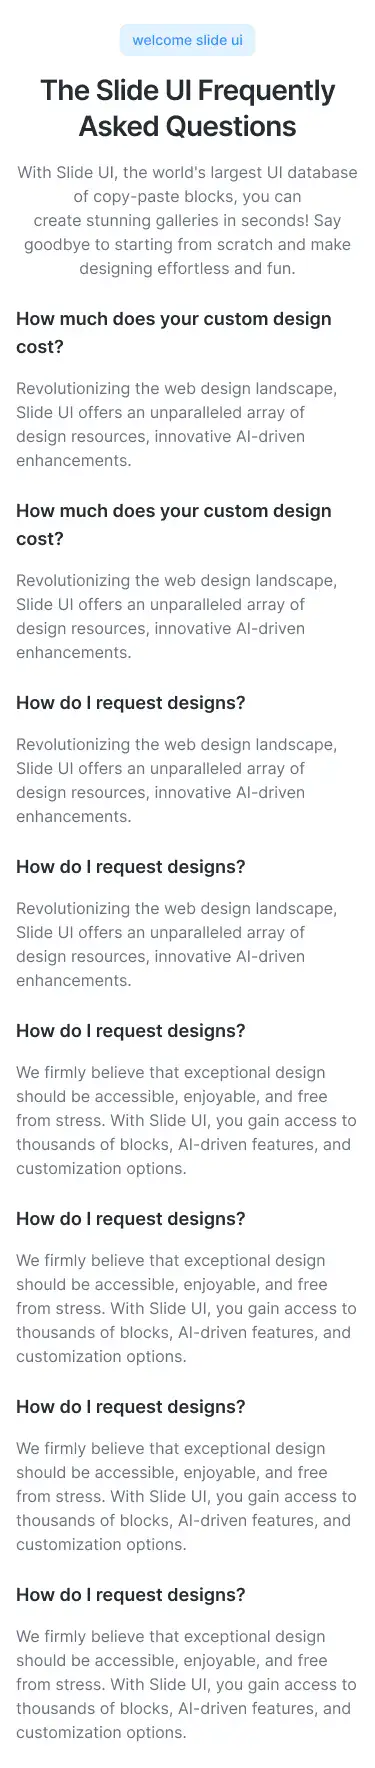 welcome slide ui
The Slide UI Frequently
Asked Questions
With Slide UI, the world's largest UI database
of copy-paste blocks, you can
create stunning galleries in seconds! Say
goodbye to starting from scratch and make
designing effortless and fun.
How much does your custom design
cost?
Revolutionizing the web design landscape,
Slide UI offers an unparalleled array of
design resources, innovative AI-driven
enhancements.
How much does your custom design
cost?
Revolutionizing the web design landscape,
Slide UI offers an unparalleled array of
design resources, innovative AI-driven
enhancements.
How do I request designs?
Revolutionizing the web design landscape,
Slide UI offers an unparalleled array of
design resources, innovative AI-driven
enhancements.
How do I request designs?
Revolutionizing the web design landscape,
Slide UI offers an unparalleled array of
design resources, innovative AI-driven
enhancements.
How do I request designs?
We firmly believe that exceptional design
should be accessible, enjoyable, and free
from stress. With Slide UI, you gain access to
thousands of blocks, AI-driven features, and
customization options.
How do I request designs?
We firmly believe that exceptional design
should be accessible, enjoyable, and free
from stress. With Slide UI, you gain access to
thousands of blocks, AI-driven features, and
customization options.
How do I request designs?
We firmly believe that exceptional design
should be accessible, enjoyable, and free
from stress. With Slide UI, you gain access to
thousands of blocks, AI-driven features, and
customization options.
How do I request designs?
We firmly believe that exceptional design
should be accessible, enjoyable, and free
from stress. With Slide UI, you gain access to
thousands of blocks, AI-driven features, and
customization options.